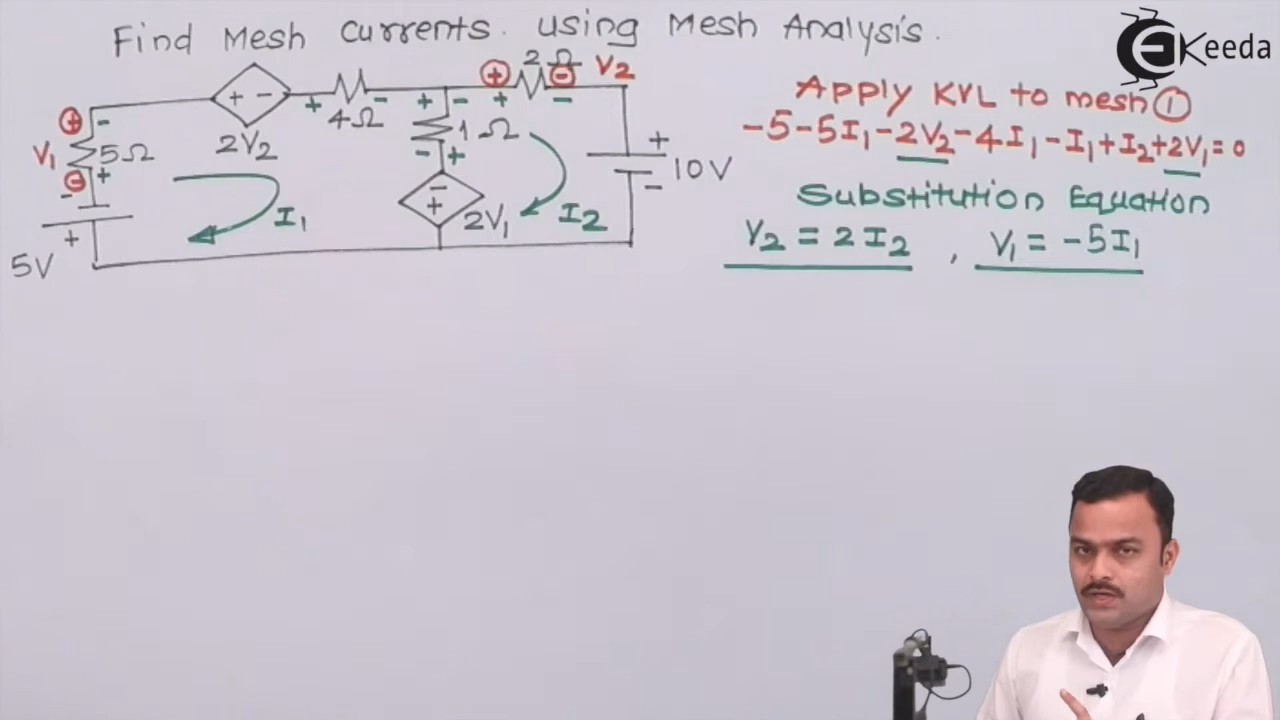 Find Mesh Currents. using Mesh Analysis.
EKeeda
+ - 2V₂
+ 4Ω -
+ 2Ω - V₂
+ -
V₁ + 5Ω -
- +
+ - 1Ω
- +
- + 2V₁
I₁
I₂
+ 10V -
- + 5V
Apply KVL to mesh ①
-5-5I₁-2V₂-4I₁-I₁+I₂+2V₁=0
Substitution Equation
V₂ = 2I₂ , V₁ = -5I₁